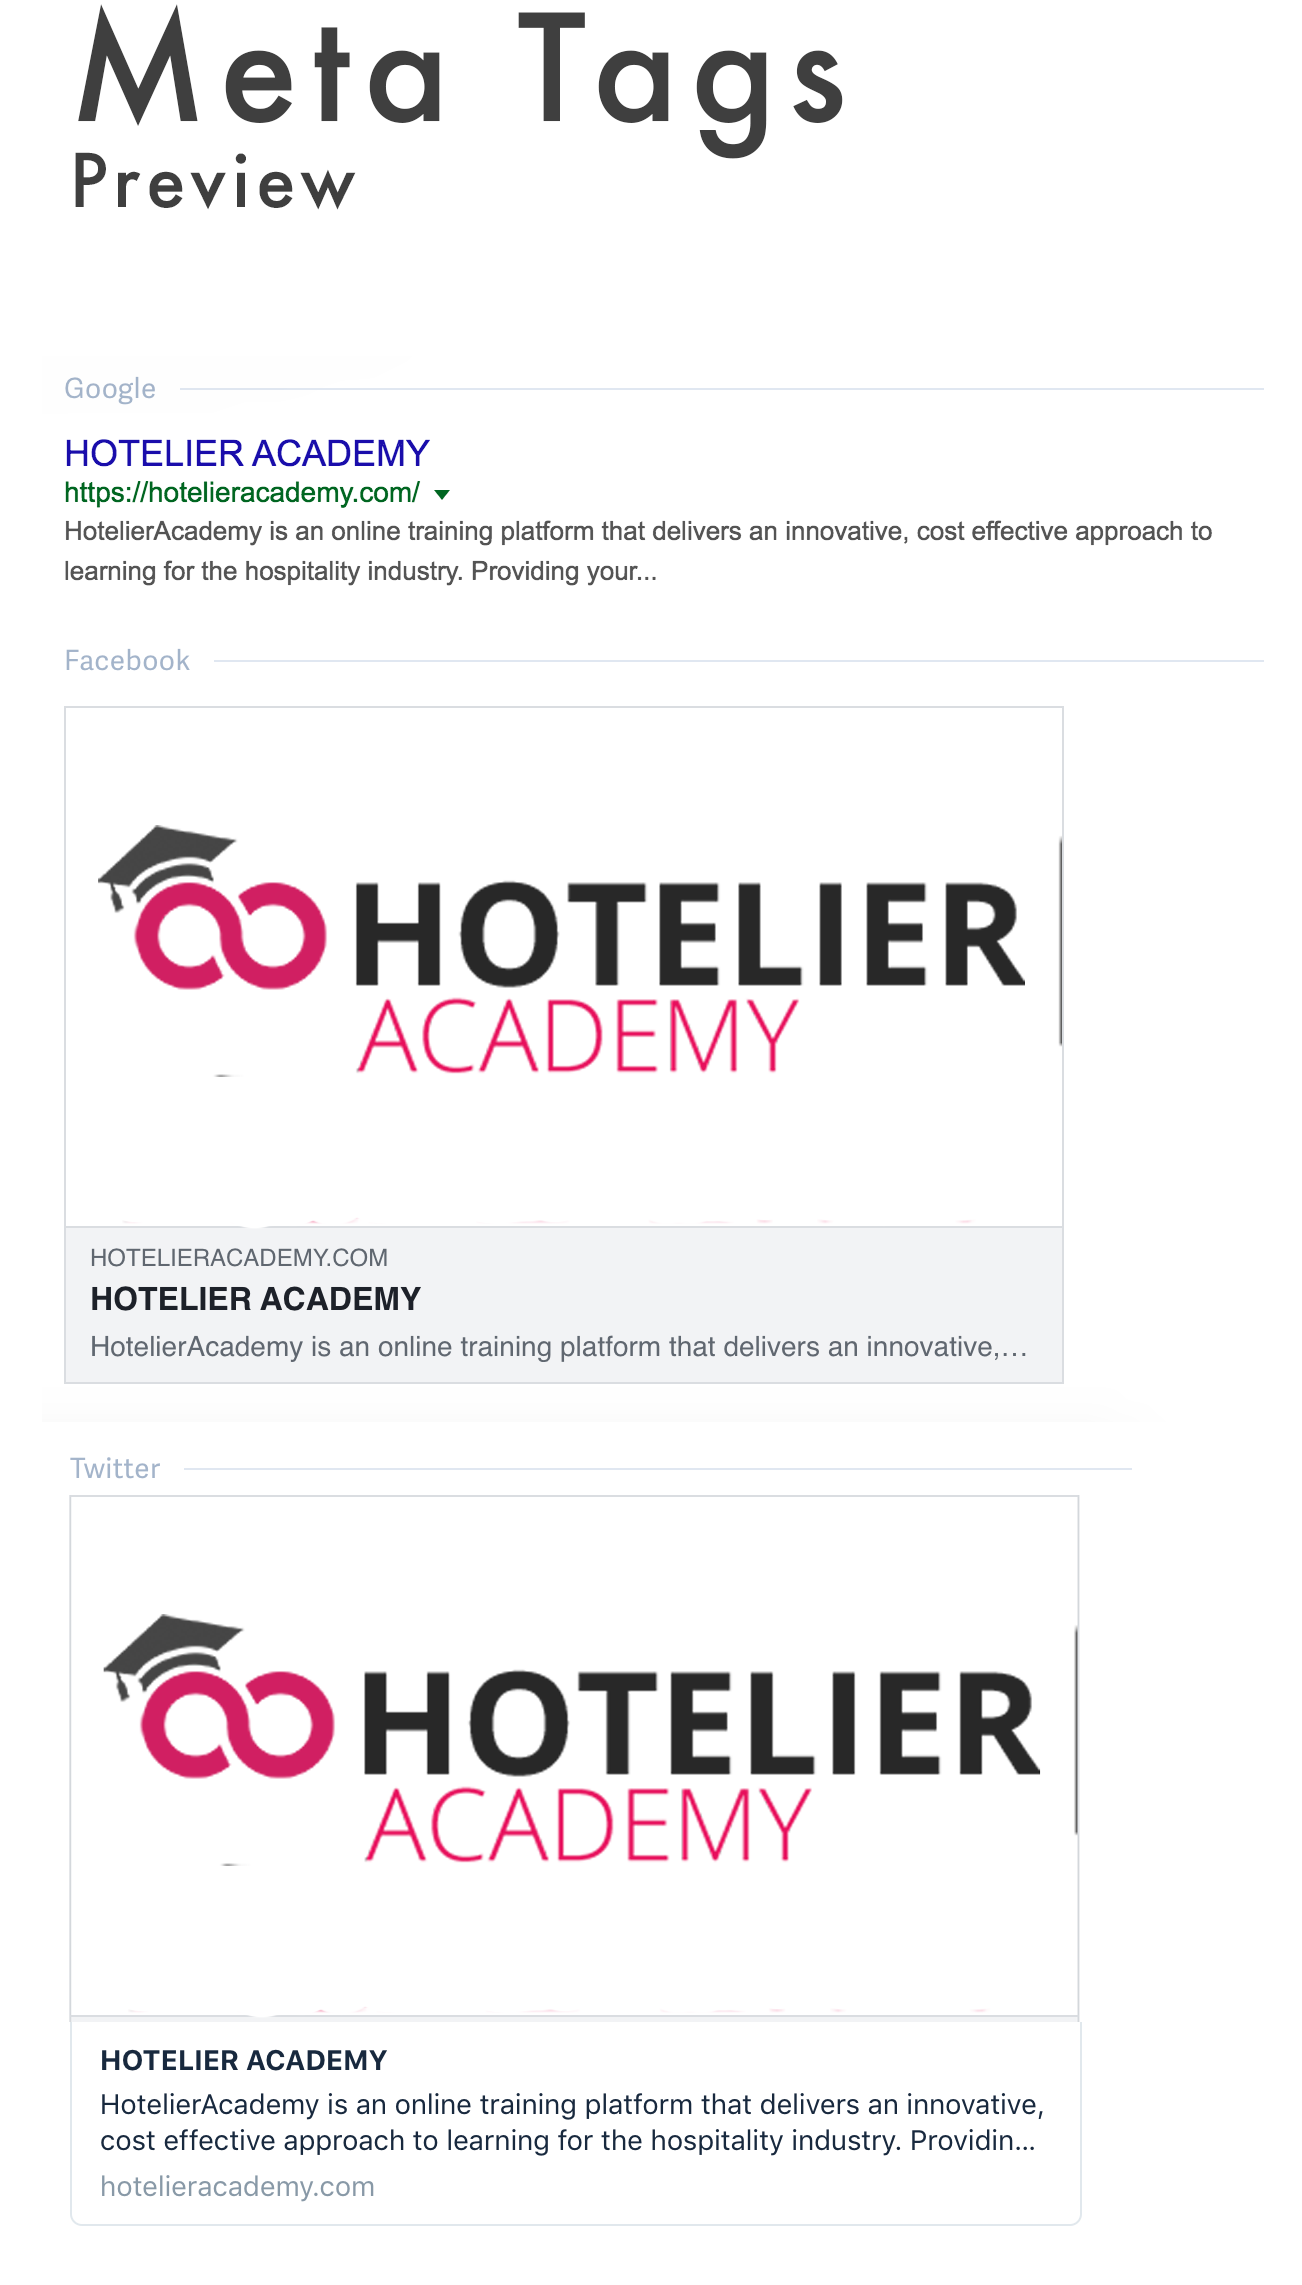 Meta Tags
Preview
Google
HOTELIER ACADEMY
https://hotelieracademy.com/
HotelierAcademy is an online training platform that delivers an innovative, cost effective approach to
learning for the hospitality industry. Providing your...
Facebook
HOTELIER
ACADEMY
HOTELIERACADEMY.COM
HOTELIER ACADEMY
HotelierAcademy is an online training platform that delivers an innovative,...
Twitter
HOTELIER
ACADEMY
HOTELIER ACADEMY
HotelierAcademy is an online training platform that delivers an innovative,
cost effective approach to learning for the hospitality industry. Providin...
hotelieracademy.com